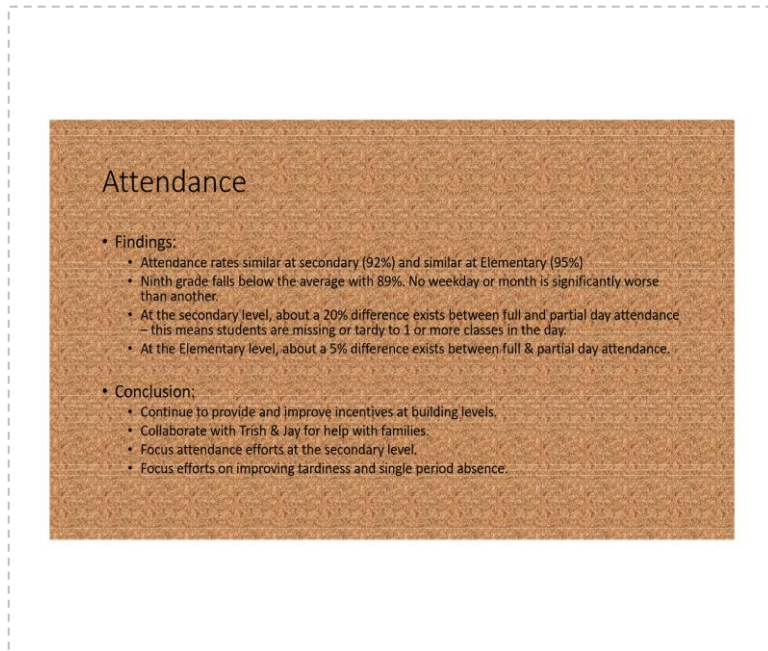 Attendance
• Findings:
• Attendance rates similar at secondary (92%) and similar at Elementary (95%)
• Ninth grade falls below the average with 89%. No weekday or month is significantly worse
than another.
• At the secondary level, about a 20% difference exists between full and partial day attendance
– this means students are missing or tardy to 1 or more classes in the day.
• At the Elementary level, about a 5% difference exists between full & partial day attendance.
• Conclusion:
• Continue to provide and improve incentives at building levels.
• Collaborate with Trish & Jay for help with families.
• Focus attendance efforts at the secondary level.
• Focus efforts on improving tardiness and single period absence.